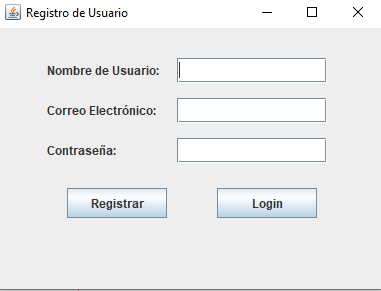 Registro de Usuario
Nombre de Usuario:
Correo Electrónico:
Contraseña:
Registrar Login